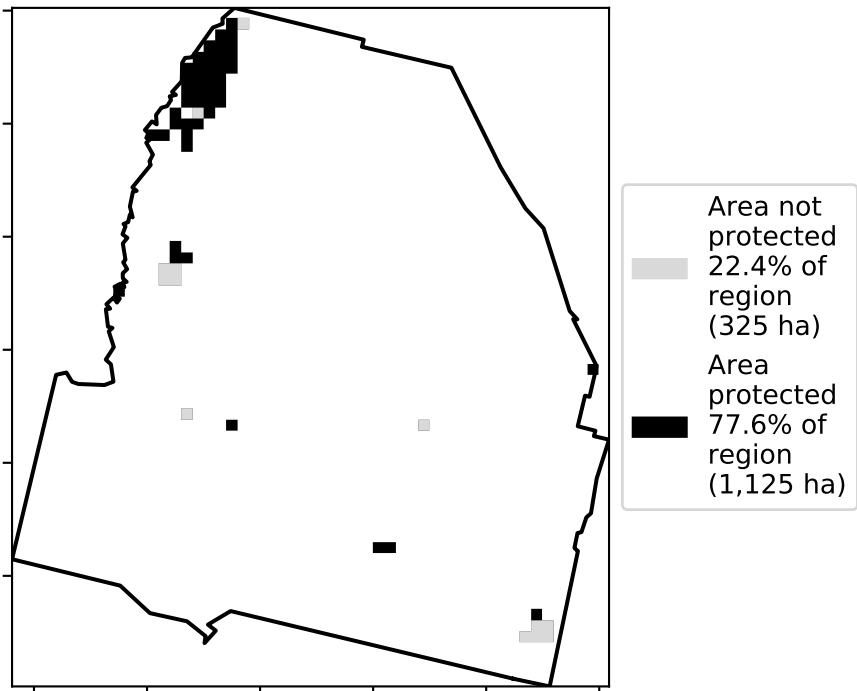 Area not
protected
22.4% of
region
(325 ha)
Area
protected
77.6% of
region
(1,125 ha)